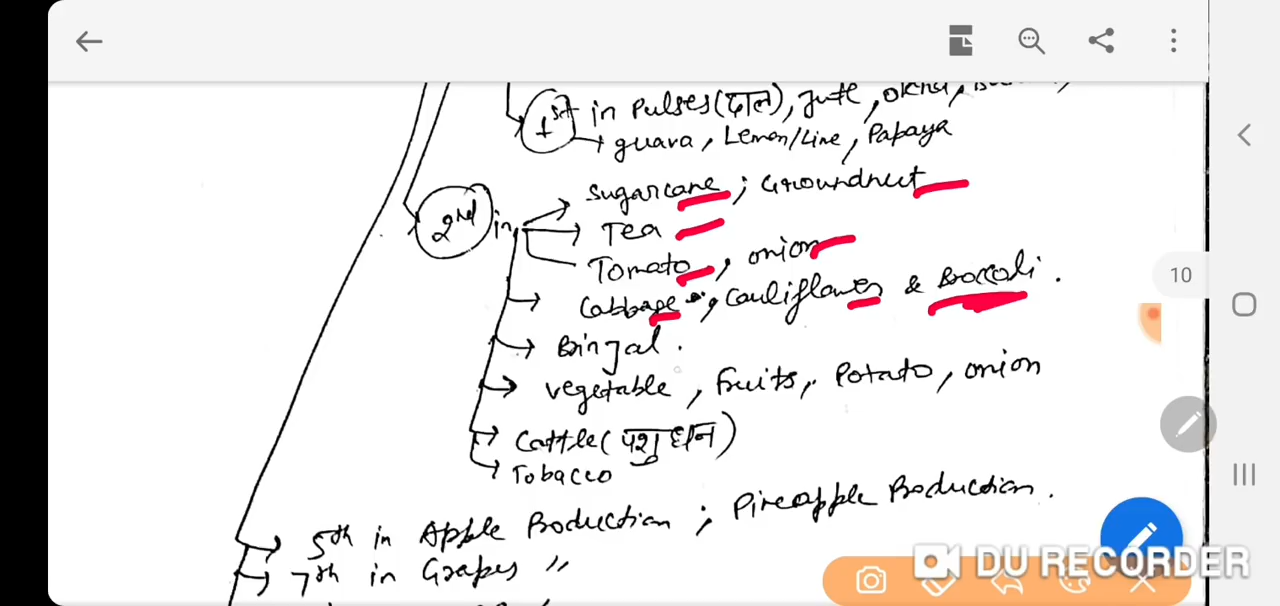 1st in Pulses(दाल), Jute, okra,
guava, Lemon/Line, Papaya
2nd in Sugarcane ; Groundnut
Tea
Tomato, onion
Cabbage, Cauliflower & Broccoli.
Binjal.
vegetable, Fruits, Potato, onion
Cattle(पशुधन)
Tobacco
5th in Apple Production ; Pineapple Production.
7th in Grapes "
10
DU RECORDER